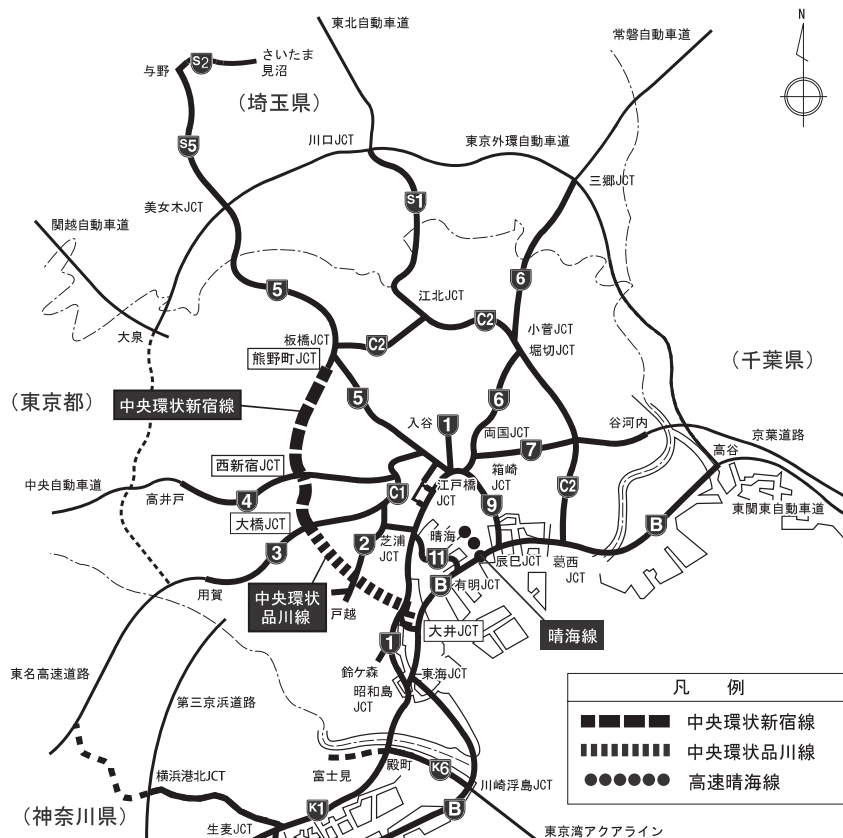 東北自動車道
常磐自動車道
N
S2
さいたま
見沼
与野
(埼玉県)
川口JCT
東京外環自動車道
S5
三郷JCT
美女木JCT
S1
関越自動車道
6
5
江北JCT
大泉
C2
小菅JCT
板橋JCT
C2
堀切JCT
熊野町JCT
(千葉県)
(東京都)
中央環状新宿線
5
6
入谷
1
両国JCT
谷河内
京葉道路
7
高谷
西新宿JCT
箱崎
JCT
江戸橋
JCT
中央自動車道
高井戸
4
C1
C2
9
東関東自動車道
大橋JCT
B
晴海
3
2
芝浦
JCT
11
辰巳JCT
葛西
JCT
用賀
B
有明JCT
中央環状
品川線
戸越
大井JCT
晴海線
1
東名高速道路
鈴ケ森
東海JCT
昭和島
JCT
第三京浜道路
凡 例
中央環状新宿線
中央環状品川線
高速晴海線
横浜港北JCT
富士見
殿町
K6
川崎浮島JCT
(神奈川県)
K1
B
生麦JCT
東京湾アクアライン